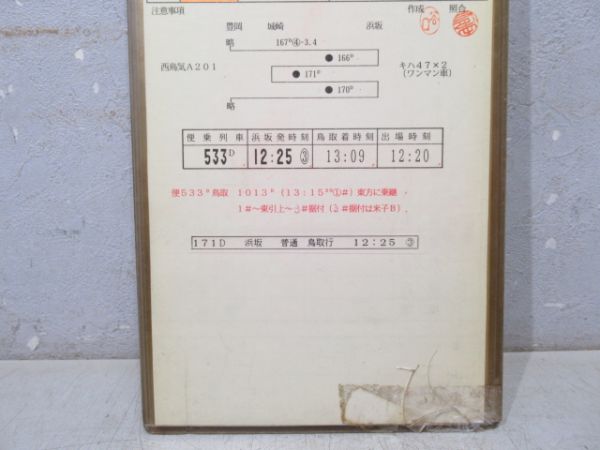 注意事項 作成 照合
豊岡 城崎 浜坂
略 167ᴰ④-3.4
● 166ᴰ
西鳥気A201 ● 171ᴰ キハ47×2
(ワンマン車)
● 170ᴰ
略
便乗列車 浜坂発時刻 鳥取着時刻 出場時刻
533ᴰ 12:25 ③ 13:09 12:20
便533ᴰ鳥取 1013ᴰ(13:15ᴰ①#)東方に乗継
1#～東引上～3#据付(2#据付は米子B)
171D 浜坂 普通 鳥取行 12:25 ③